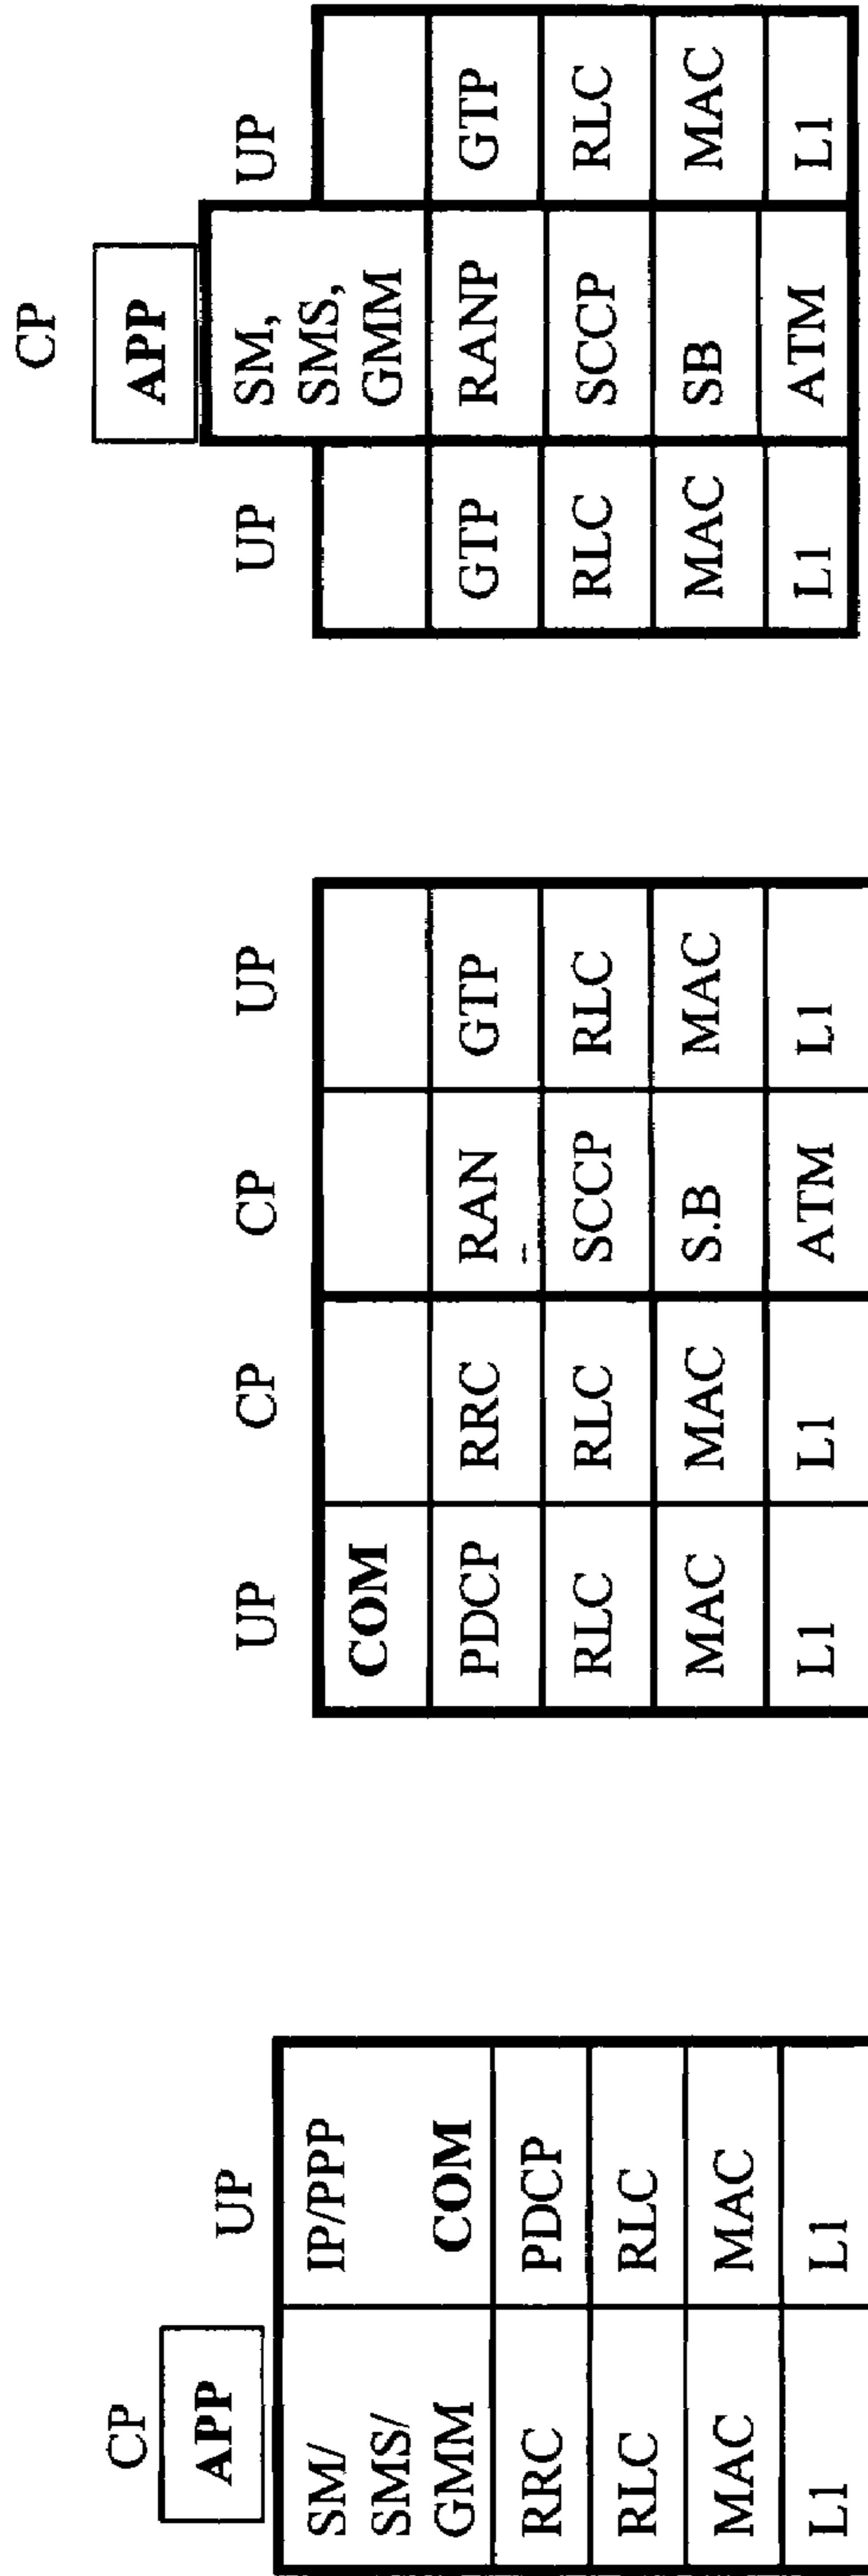 CP
APP
UP
SM/
SMS/
GMM
IP/PPP
COM
RRC
PDCP
RLC
RLC
MAC
MAC
L1
L1
UP
CP
CP
UP
COM
PDCP
RRC
RAN
GTP
RLC
RLC
SCCP
RLC
MAC
MAC
S.B
MAC
L1
L1
ATM
L1
CP
APP
UP
UP
SM,
SMS,
GMM
GTP
RANP
GTP
RLC
SCCP
RLC
MAC
SB
MAC
L1
ATM
L1